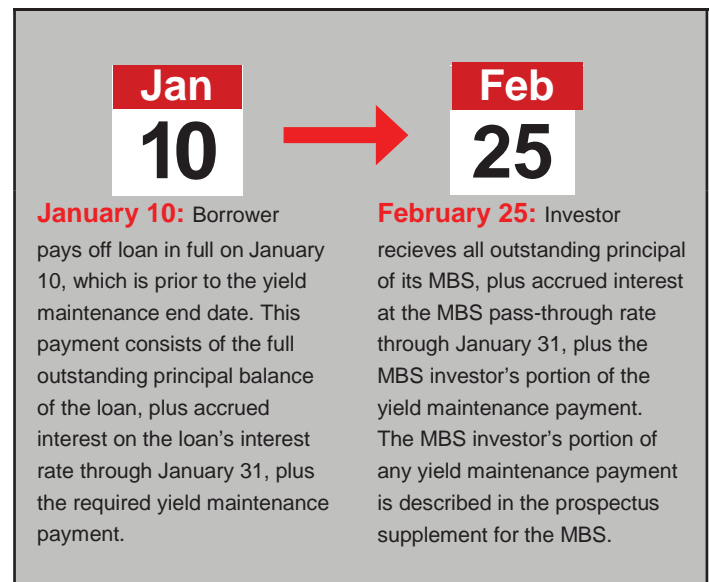 Jan
10
January 10: Borrower
pays off loan in full on January
10, which is prior to the yield
maintenance end date. This
payment consists of the full
outstanding principal balance
of the loan, plus accrued
interest on the loan's interest
rate through January 31, plus
the required yield maintenance
payment.
Feb
25
February 25: Investor
recieves all outstanding principal
of its MBS, plus accrued interest
at the MBS pass-through rate
through January 31, plus the
MBS investor's portion of the
yield maintenance payment.
The MBS investor's portion of
any yield maintenance payment
is described in the prospectus
supplement for the MBS.